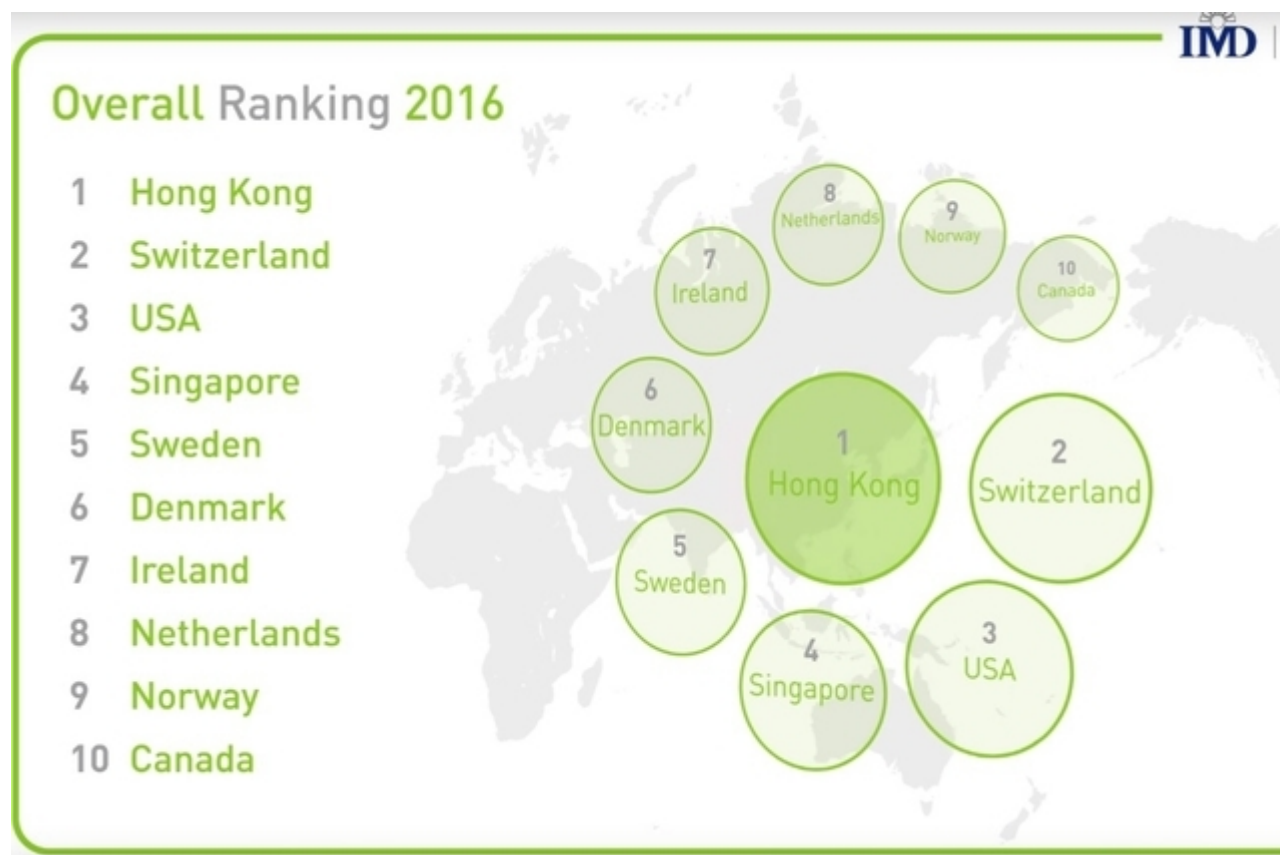 IMD
Overall Ranking 2016
1 Hong Kong
2 Switzerland
3 USA
4 Singapore
5 Sweden
6 Denmark
7 Ireland
8 Netherlands
9 Norway
10 Canada
8
Netherlands
9
Norway
7
Ireland
10
Canada
6
Denmark
1
Hong Kong
2
Switzerland
5
Sweden
4
Singapore
3
USA